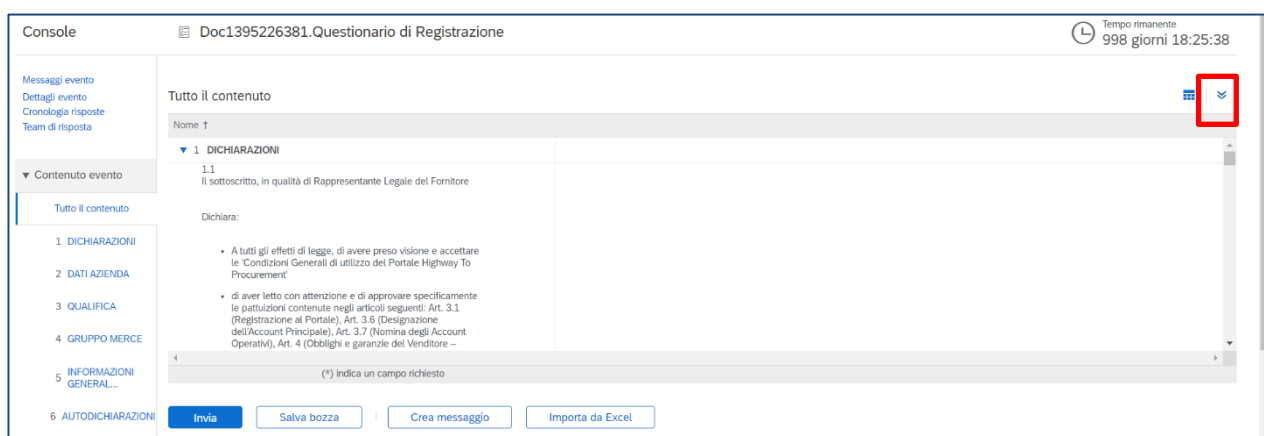 Console
Doc1395226381.Questionario di Registrazione
Tempo rimanente
998 giorni 18:25:38
Messaggi evento
Dettagli evento
Cronologia risposte
Team di risposta
▼ Contenuto evento
Tutto il contenuto
1 DICHIARAZIONI
2 DATI AZIENDA
3 QUALIFICA
4 GRUPPO MERCE
5 INFORMAZIONI
GENERAL...
6 AUTODICHIARAZIONI
Tutto il contenuto
Nome ↑
▼ 1 DICHIARAZIONI
1.1
Il sottoscritto, in qualità di Rappresentante Legale del Fornitore
Dichiara:
• A tutti gli effetti di legge, di avere preso visione e accettare
le 'Condizioni Generali di utilizzo del Portale Highway To
Procurement'
• di aver letto con attenzione e di approvare specificamente
le pattuizioni contenute negli articoli seguenti: Art. 3.1
(Registrazione al Portale), Art. 3.6 (Designazione
dell'Account Principale), Art. 3.7 (Nomina degli Account
Operativi), Art. 4 (Obblighi e garanzie del Venditore –
(*) indica un campo richiesto
Invia
Salva bozza
Crea messaggio
Importa da Excel